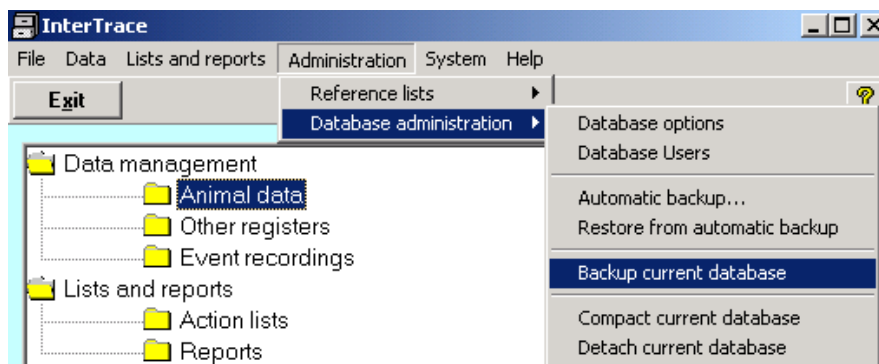 InterTrace
File Data Lists and reports Administration System Help
Exit
Reference lists
Database administration
Database options
Database Users
Automatic backup...
Restore from automatic backup
Backup current database
Compact current database
Detach current database
Data management
Animal data
Other registers
Event recordings
Lists and reports
Action lists
Reports